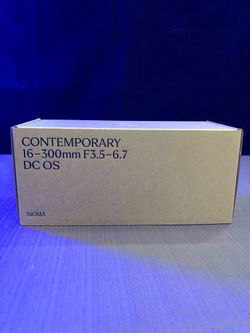 CONTEMPORARY
16–300mm F3.5–6.7
DC OS
SIGMA